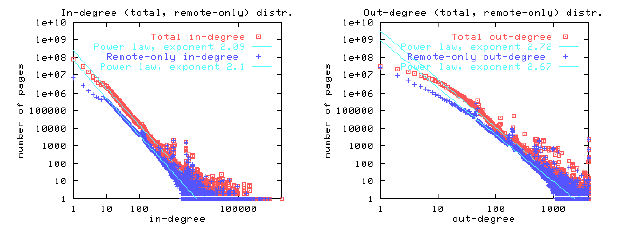 In-degree (total, remote-only) distr.
1e+10
1e+09
1e+08
1e+07
1e+06
100000
10000
1000
100
10
1
number of pages
Total in-degree
Power law, exponent 2.09
Remote-only in-degree
Power law, exponent 2.1
1 10 100 100000
in-degree
Out-degree (total, remote-only) distr.
1e+10
1e+09
1e+08
1e+07
1e+06
100000
10000
1000
100
10
1
number of pages
Total out-degree
Power law, exponent 2.72
Remote-only out-degree
Power law, exponent 2.67
1 10 100 1000
out-degree